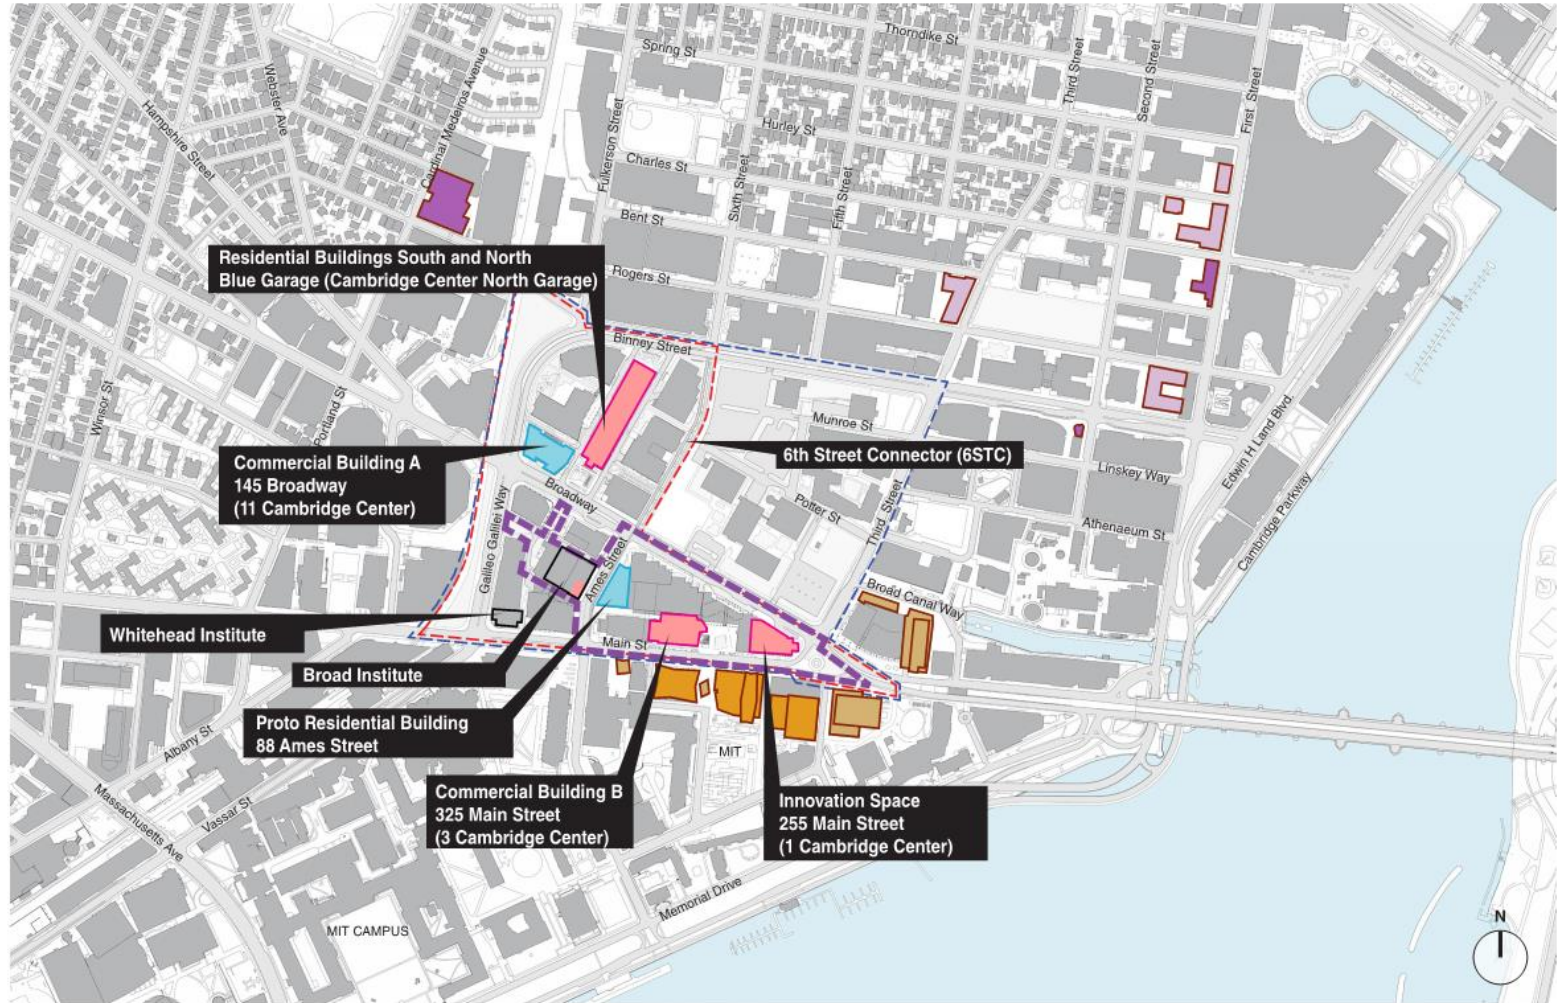 Thorndike St
Spring St
Third Street
Second Street
First Street
Webster Ave
Hampshire Street
Cardinal Medeiros Avenue
Fulkerson Street
Hurley St
Charles St
Sixth Street
Fifth Street
Bent St
Rogers St
Residential Buildings South and North
Blue Garage (Cambridge Center North Garage)
Binney Street
Winsor St
Portland St
Munroe St
Edwin H Land Blvd.
Commercial Building A
145 Broadway
(11 Cambridge Center)
6th Street Connector (6STC)
Linskey Way
Broadway
Potter St
Third Street
Athenaeum St
Cambridge Parkway
Galileo Galilei Way
Ames Street
Broad Canal Way
Whitehead Institute
Main St
Broad Institute
Proto Residential Building
88 Ames Street
Albany St
MIT
Massachusetts Ave
Vassar St
Commercial Building B
325 Main Street
(3 Cambridge Center)
Innovation Space
255 Main Street
(1 Cambridge Center)
Memorial Drive
MIT CAMPUS
N